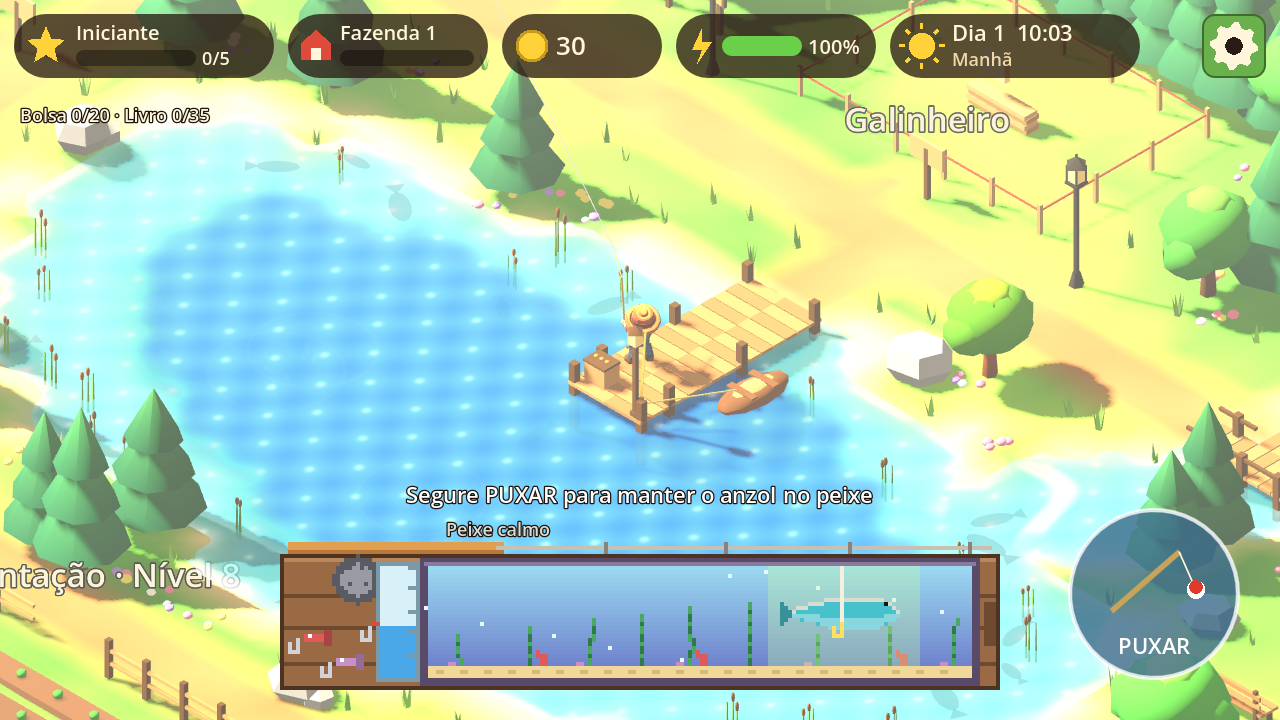 Iniciante
0/5
Fazenda 1
30
100%
Dia 1 10:03
Manhã
Bolsa 0/20 · Livro 0/35
Galinheiro
Segure PUXAR para manter o anzol no peixe
Peixe calmo
ntação · Nível 8
PUXAR